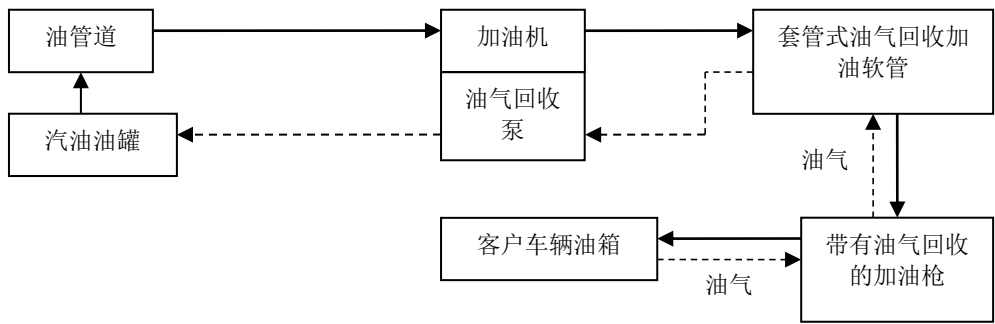 油管道
加油机
套管式油气回收加
油软管
油气回收
泵
汽油油罐
油气
客户车辆油箱
带有油气回收
的加油枪
油气